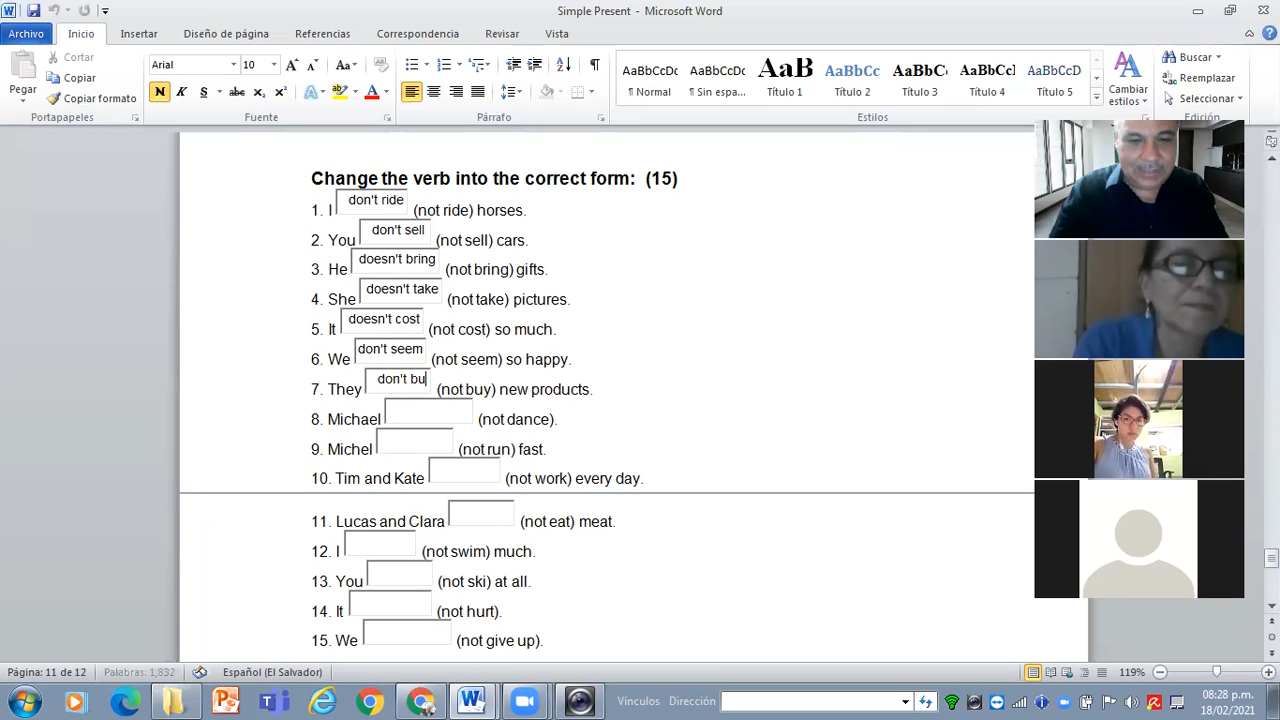 Simple Present - Microsoft Word
Archivo Inicio Insertar Diseño de página Referencias Correspondencia Revisar Vista
Pegar
Cortar
Copiar
Copiar formato
Portapapeles
Arial 10
N K S abc x₂ x² A
Fuente
Párrafo
AaBbCcDc AaBbCcDc AaB AaBbCc AaBbC AaBbCcI AaBbCcD
¶ Normal ¶ Sin espa... Título 1 Título 2 Título 3 Título 4 Título 5
Estilos
Cambiar estilos
Buscar
Reemplazar
Seleccionar
Edición
Change the verb into the correct form: (15)
1. I don't ride (not ride) horses.
2. You don't sell (not sell) cars.
3. He doesn't bring (not bring) gifts.
4. She doesn't take (not take) pictures.
5. It doesn't cost (not cost) so much.
6. We don't seem (not seem) so happy.
7. They don't bu (not buy) new products.
8. Michael (not dance).
9. Michel (not run) fast.
10. Tim and Kate (not work) every day.
11. Lucas and Clara (not eat) meat.
12. I (not swim) much.
13. You (not ski) at all.
14. It (not hurt).
15. We (not give up).
Página: 11 de 12 Palabras: 1,832 Español (El Salvador) 119%
Vínculos Dirección
08:28 p.m.
18/02/2021